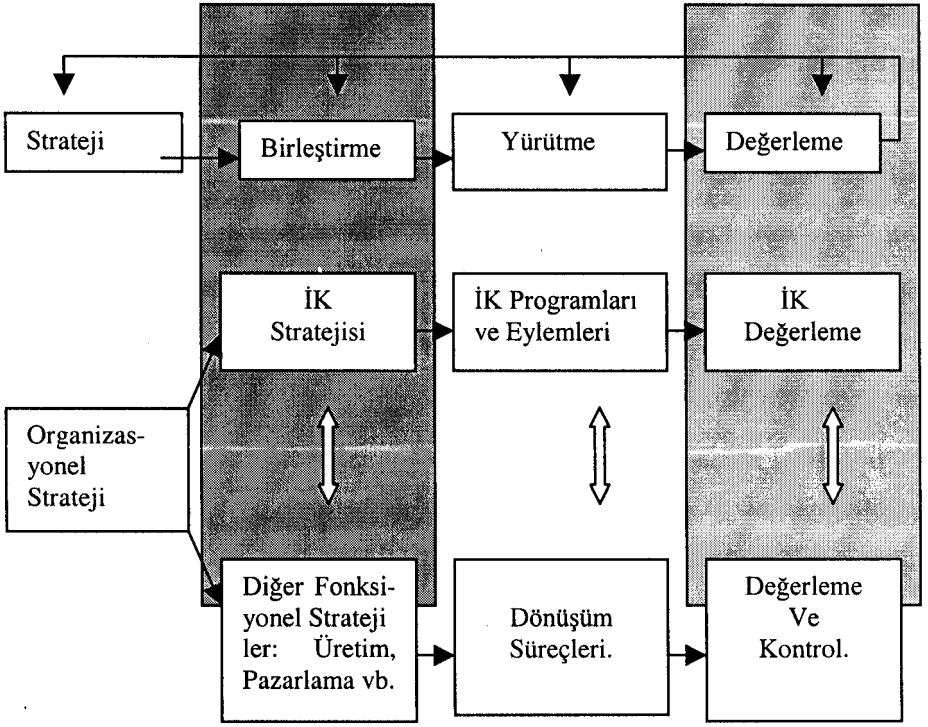 Strateji
Birleştirme
Yürütme
Değerleme
İK
Stratejisi
İK Programları
ve Eylemleri
İK
Değerleme
Organizas-
yonel
Strateji
Diğer Fonksi-
yonel Strateji
ler: Üretim,
Pazarlama vb.
Dönüşüm
Süreçleri.
Değerleme
Ve
Kontrol.